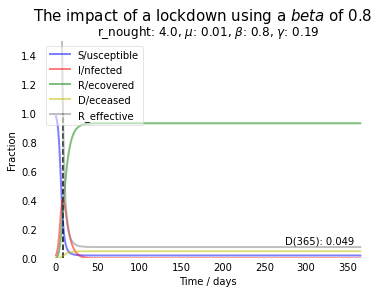 The impact of a lockdown using a beta of 0.8
r_nought: 4.0, μ: 0.01, β: 0.8, γ: 0.19
1.4
1.2
1.0
0.8
0.6
0.4
0.2
0.0
Fraction
S/usceptible
I/nfected
R/ecovered
D/eceased
R_effective
D(365): 0.049
0
50
100
150
200
250
300
350
Time / days